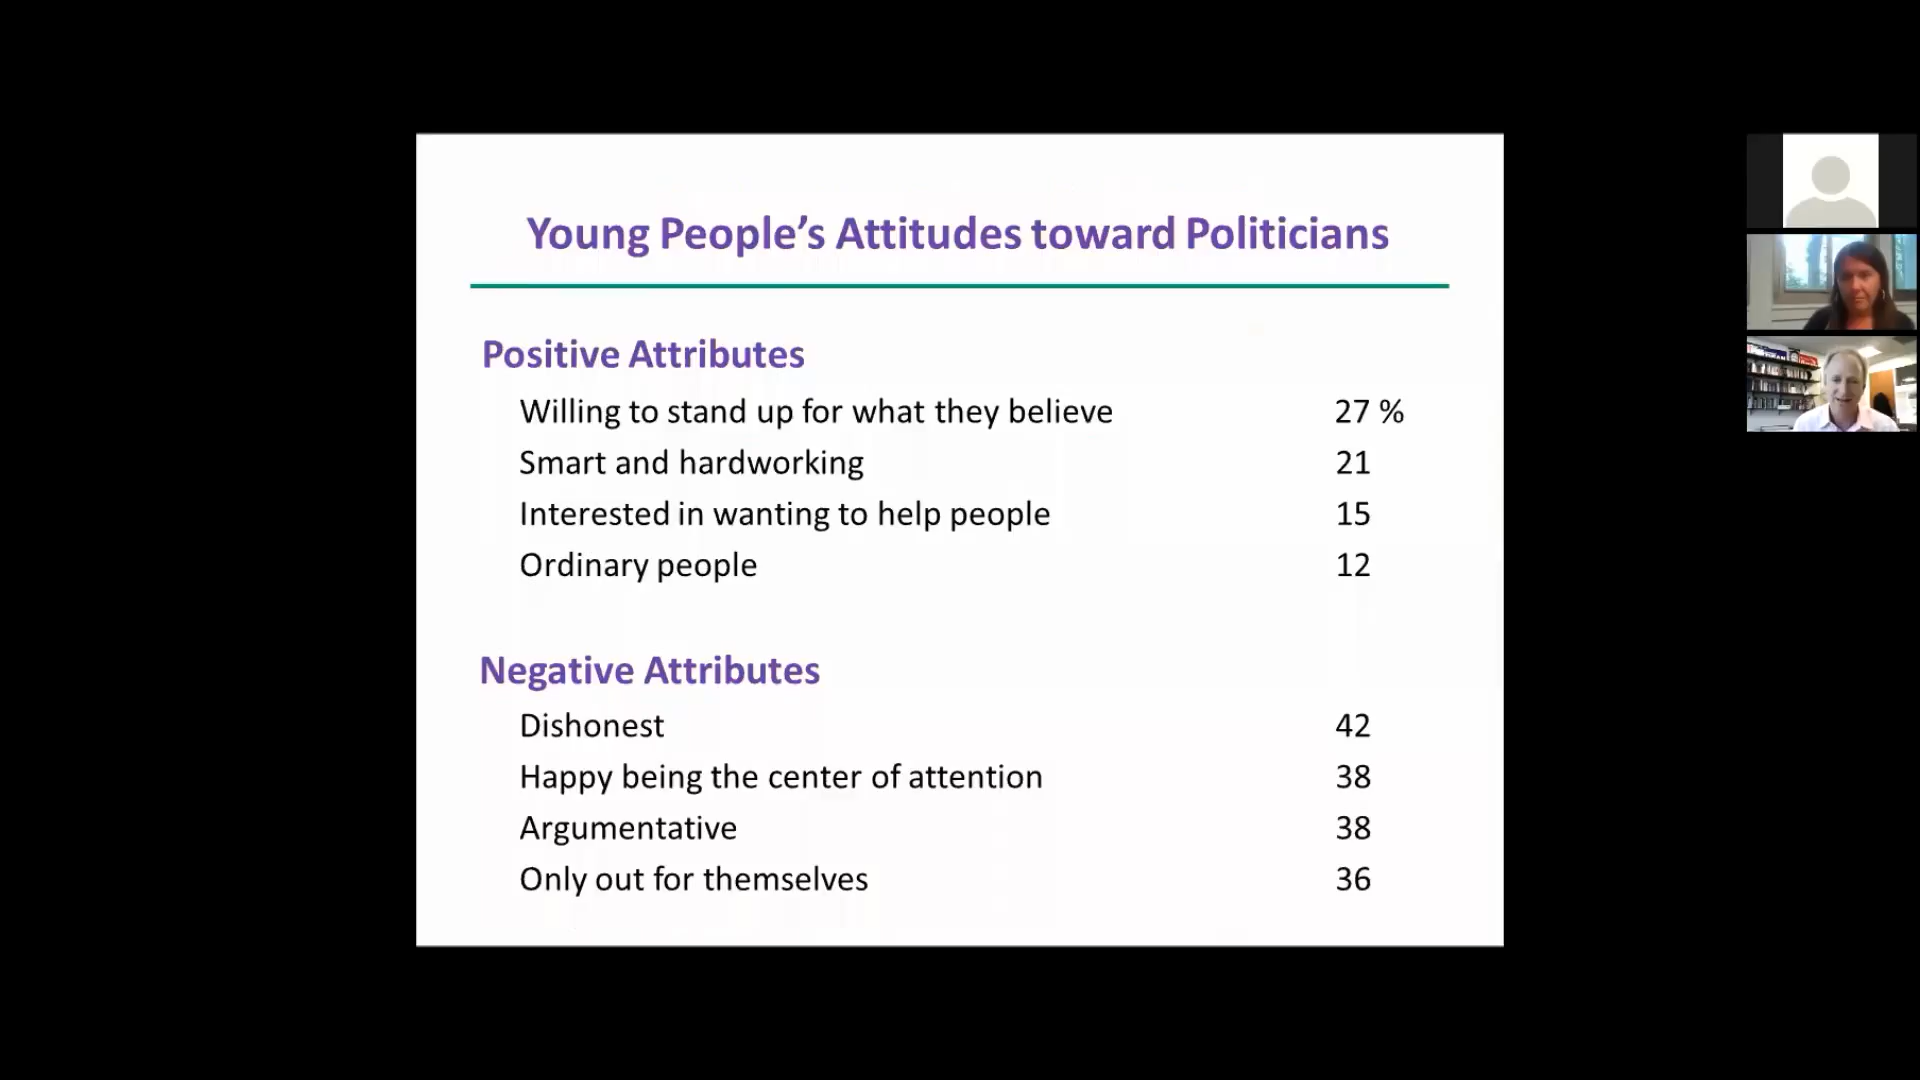 Young People’s Attitudes toward Politicians
Positive Attributes
Willing to stand up for what they believe 27 %
Smart and hardworking 21
Interested in wanting to help people 15
Ordinary people 12
Negative Attributes
Dishonest 42
Happy being the center of attention 38
Argumentative 38
Only out for themselves 36